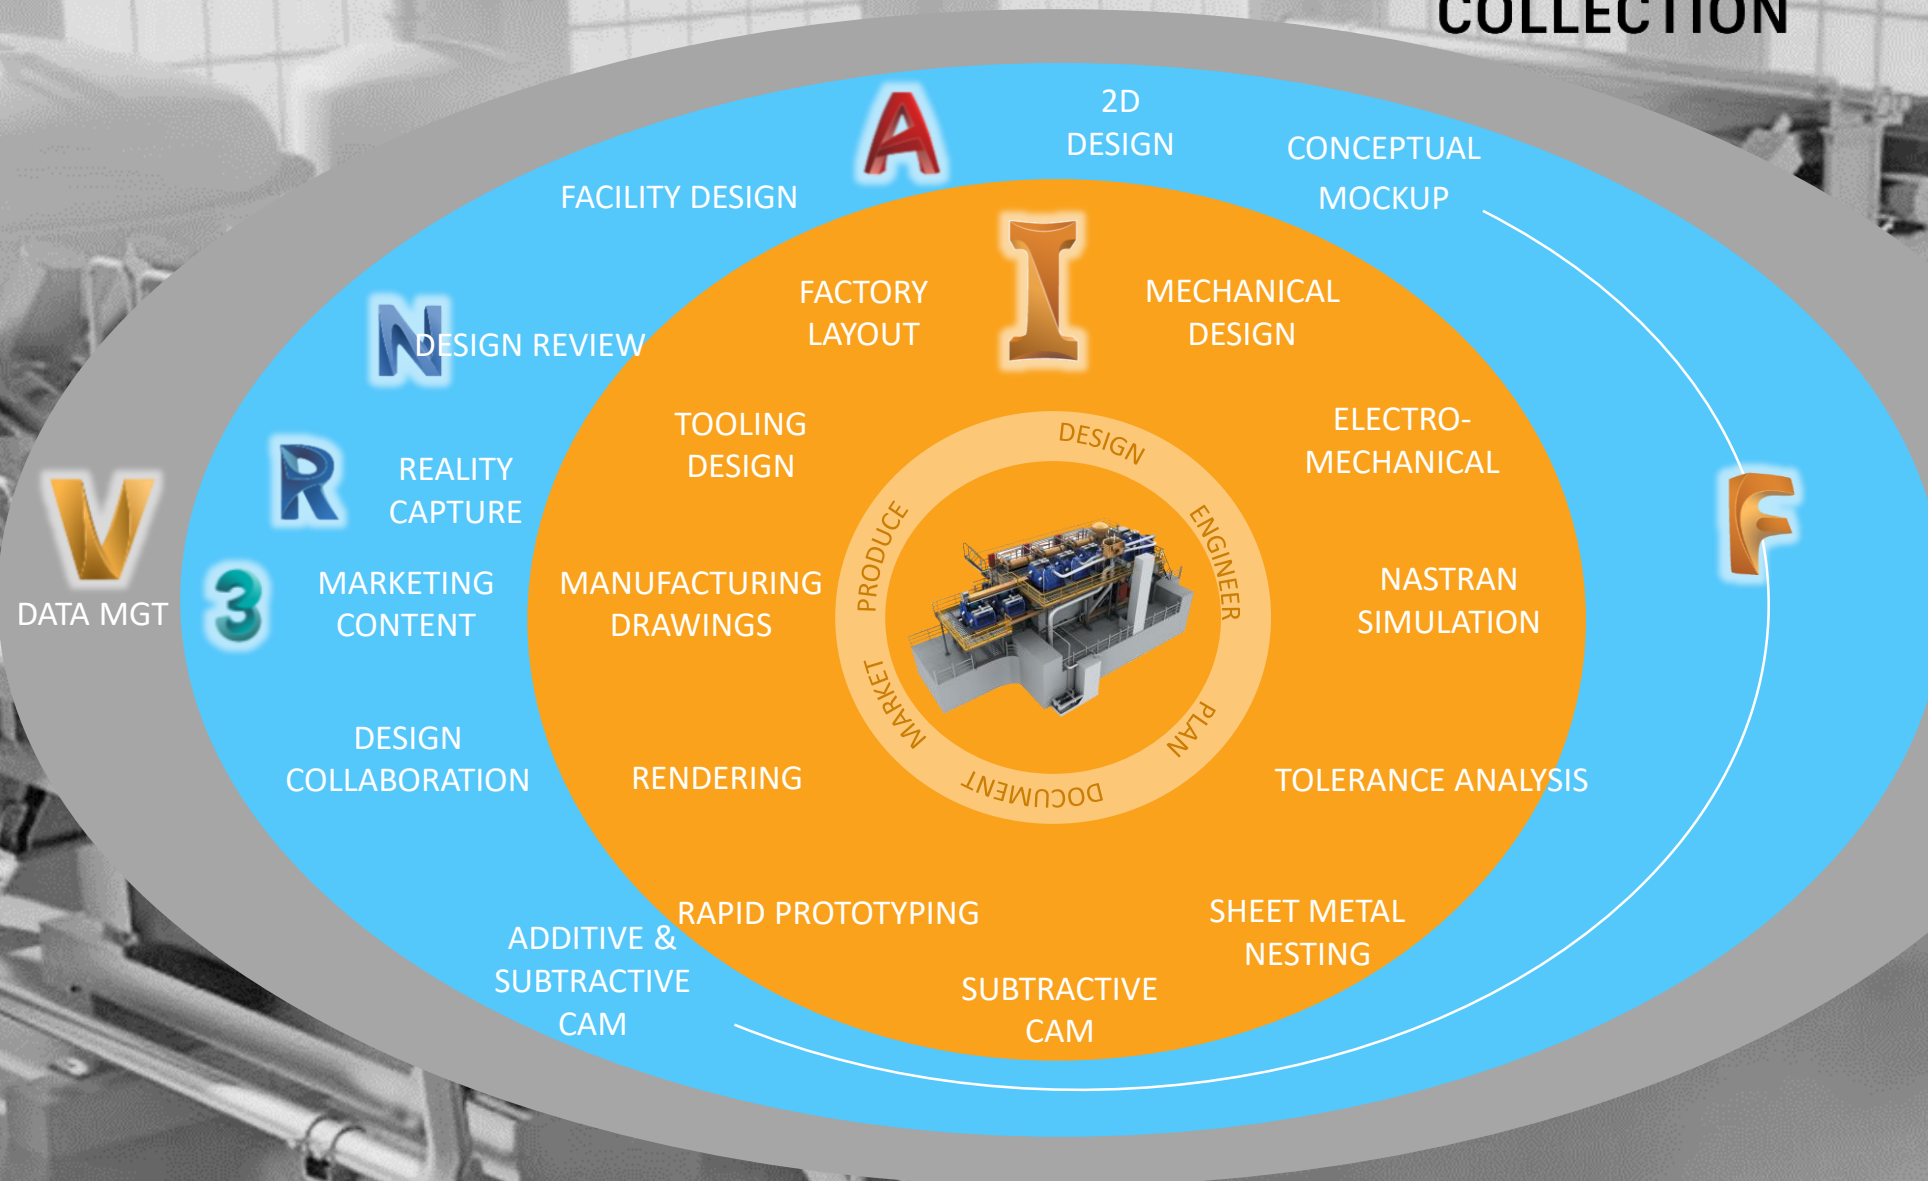 COLLECTION
2D
DESIGN
CONCEPTUAL
MOCKUP
A
FACILITY DESIGN
I
FACTORY
LAYOUT
MECHANICAL
DESIGN
N
DESIGN REVIEW
TOOLING
DESIGN
ELECTRO-
MECHANICAL
R
REALITY
CAPTURE
V
DATA MGT
3
MARKETING
CONTENT
MANUFACTURING
DRAWINGS
DESIGN
ENGINEER
PLAN
DOCUMENT
MARKET
PRODUCE
NASTRAN
SIMULATION
F
DESIGN
COLLABORATION
RENDERING
TOLERANCE ANALYSIS
RAPID PROTOTYPING
SHEET METAL
NESTING
ADDITIVE &
SUBTRACTIVE
CAM
SUBTRACTIVE
CAM